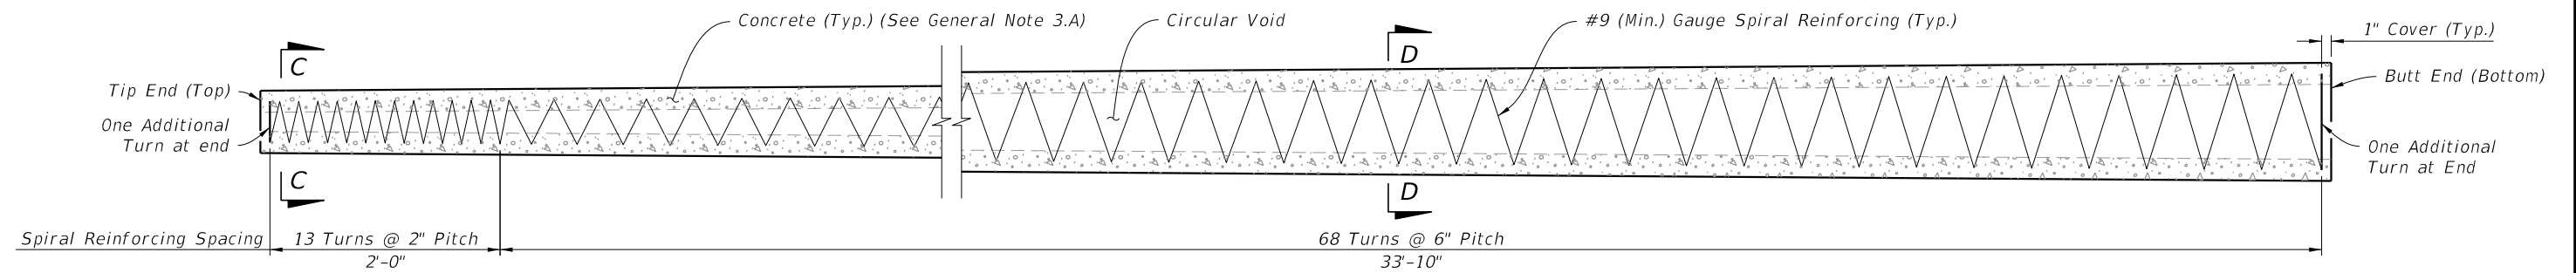 Concrete (Typ.) (See General Note 3.A)
Circular Void
#9 (Min.) Gauge Spiral Reinforcing (Typ.)
1" Cover (Typ.)
C
D
Tip End (Top)
Butt End (Bottom)
One Additional
Turn at end
One Additional
Turn at End
C
D
Spiral Reinforcing Spacing
13 Turns @ 2" Pitch
2'-0"
68 Turns @ 6" Pitch
33'-10"